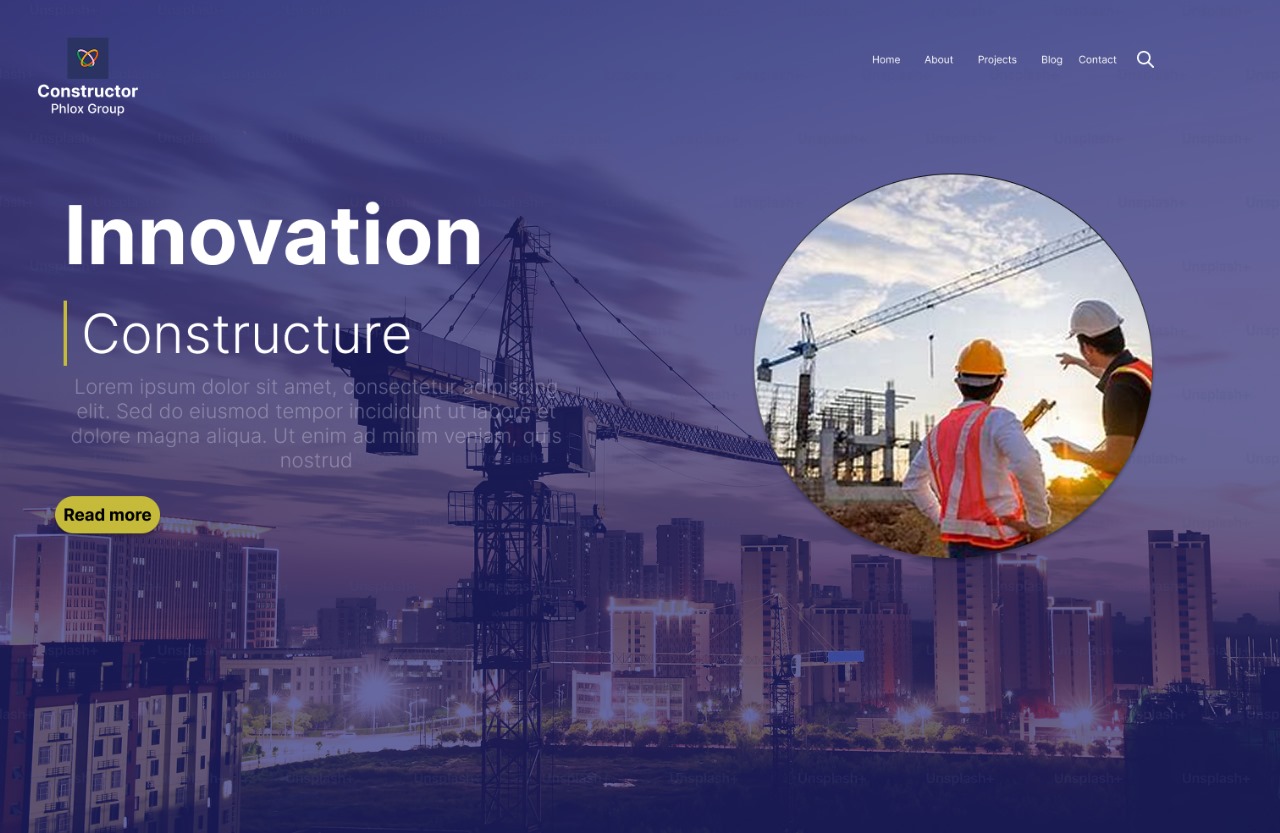 Constructor
Phlox Group
Home About Projects Blog Contact
Innovation
Constructure
Lorem ipsum dolor sit amet, consectetur adipiscing
elit. Sed do eiusmod tempor incididunt ut labore et
dolore magna aliqua. Ut enim ad minim veniam, quis
nostrud
Read more
Unsplash+